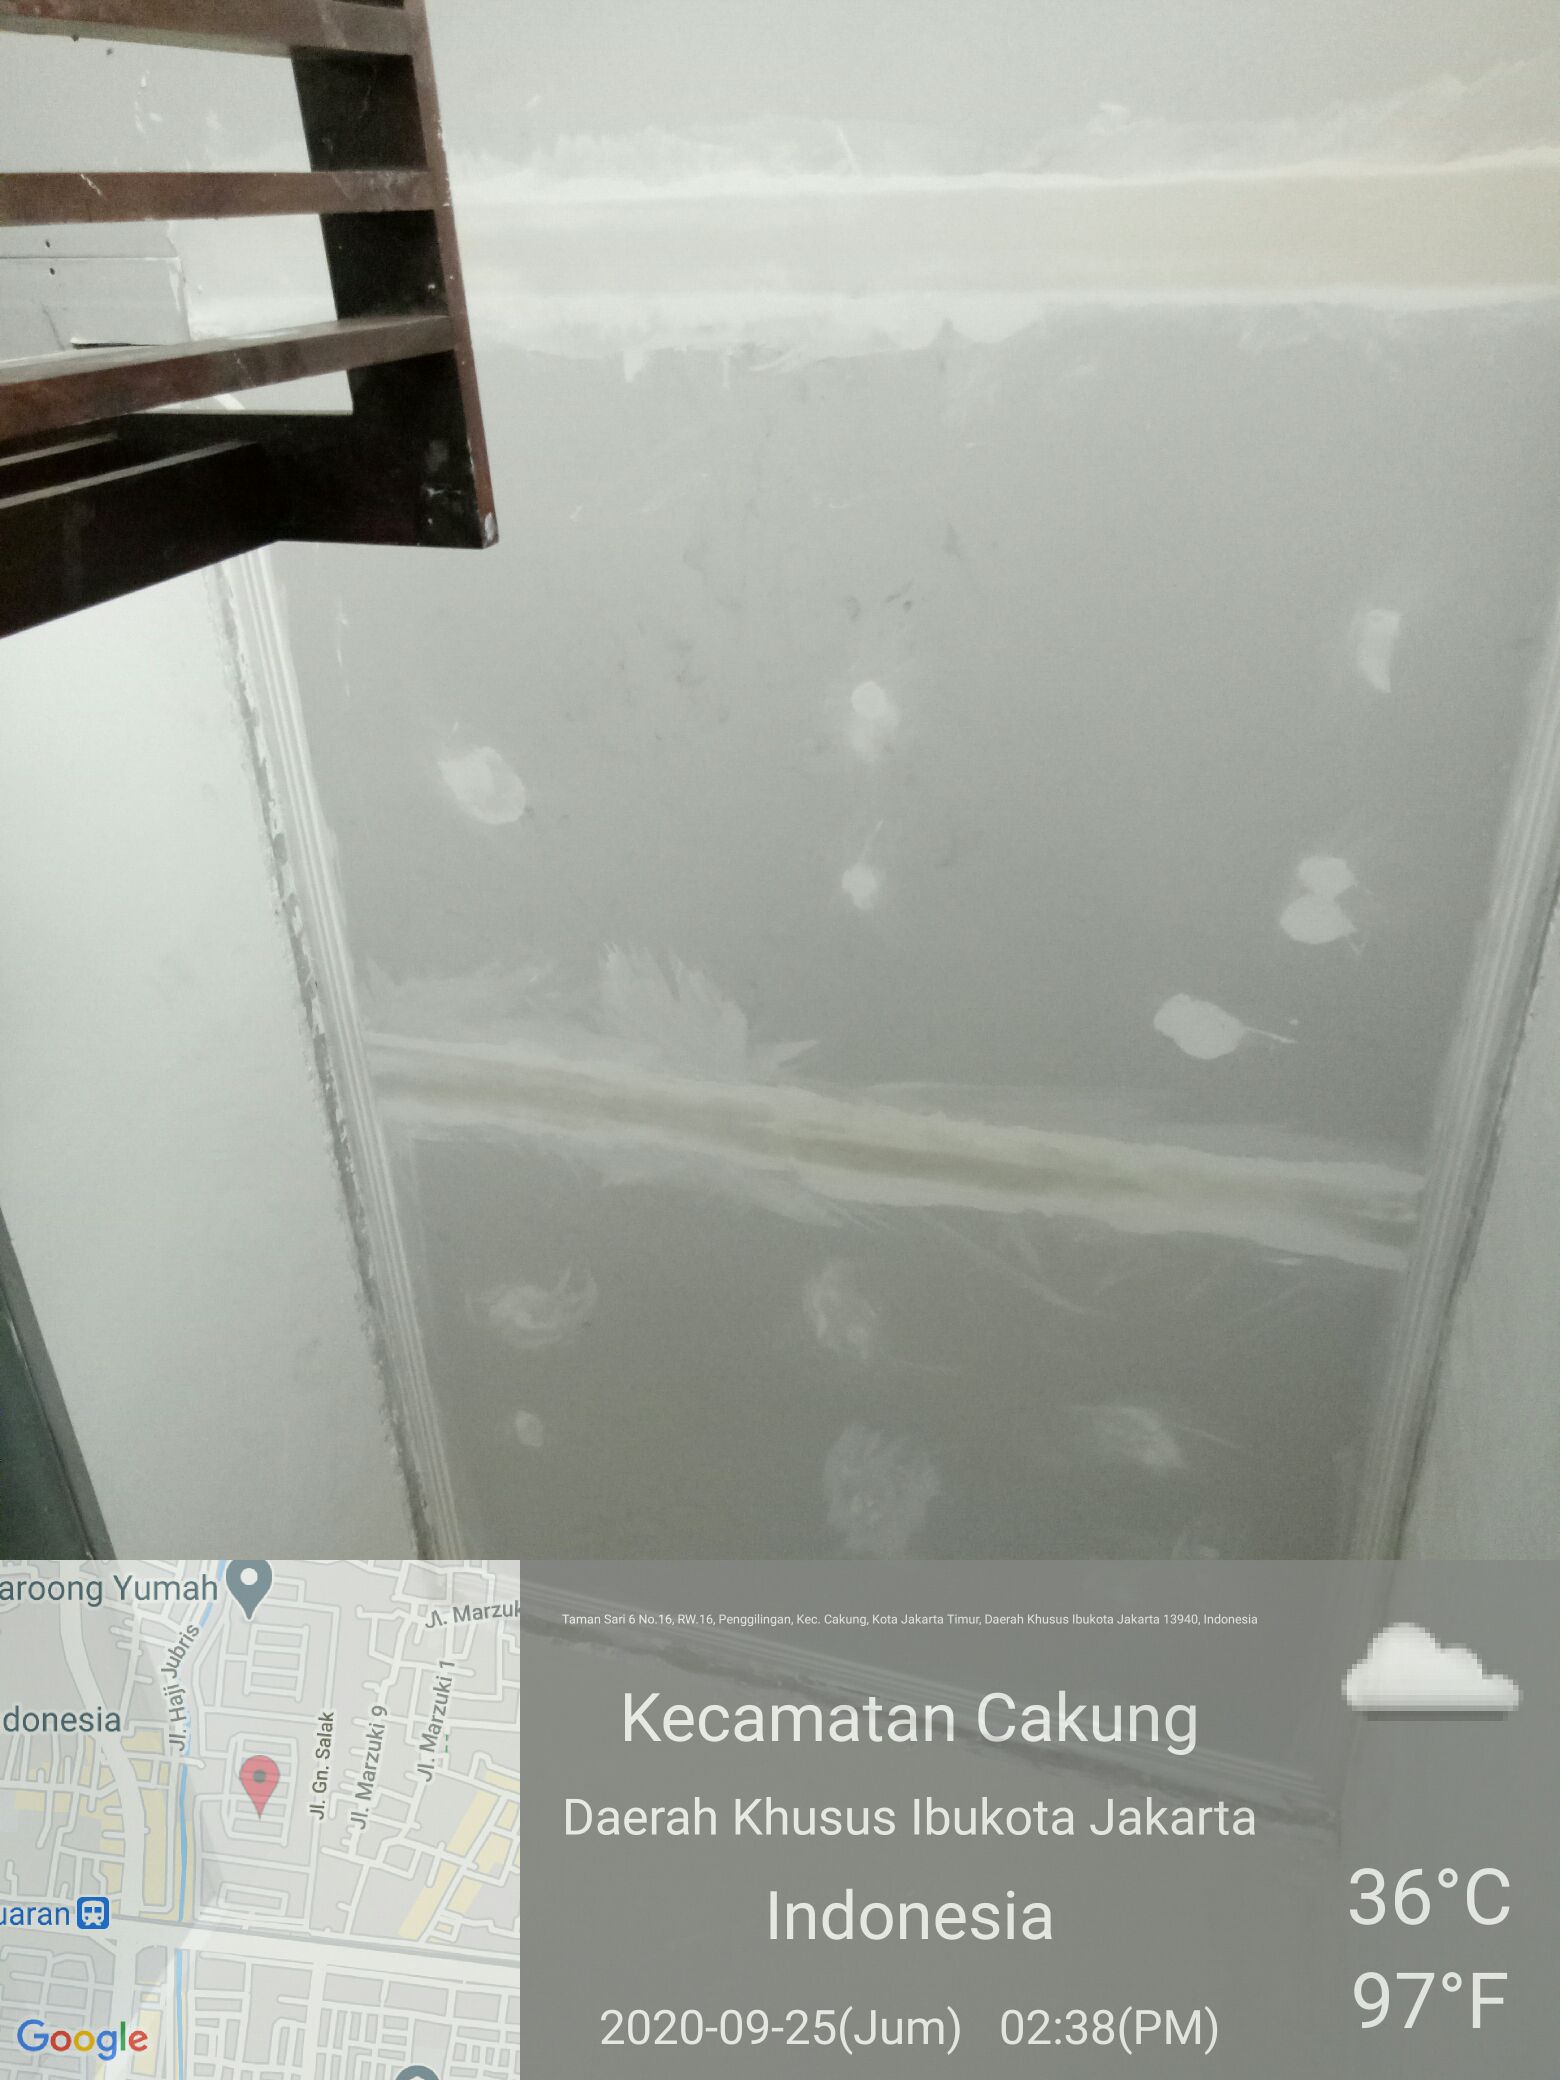 aroong Yumah
Jl. Marzuk
Jl. Haji Jubris
Jl. Marzuki 1
donesia
Jl. Gn. Salak
Jl. Marzuki 9
uaran
Google
Taman Sari 6 No.16, RW.16, Penggilingan, Kec. Cakung, Kota Jakarta Timur, Daerah Khusus Ibukota Jakarta 13940, Indonesia
Kecamatan Cakung
Daerah Khusus Ibukota Jakarta
Indonesia
2020-09-25(Jum) 02:38(PM)
36°C
97°F